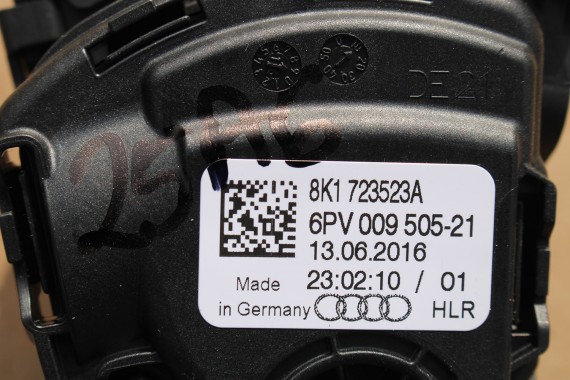 DE 21
8K1 723523A
6PV 009 505-21
13.06.2016
Made 23:02:10 / 01
in Germany HLR